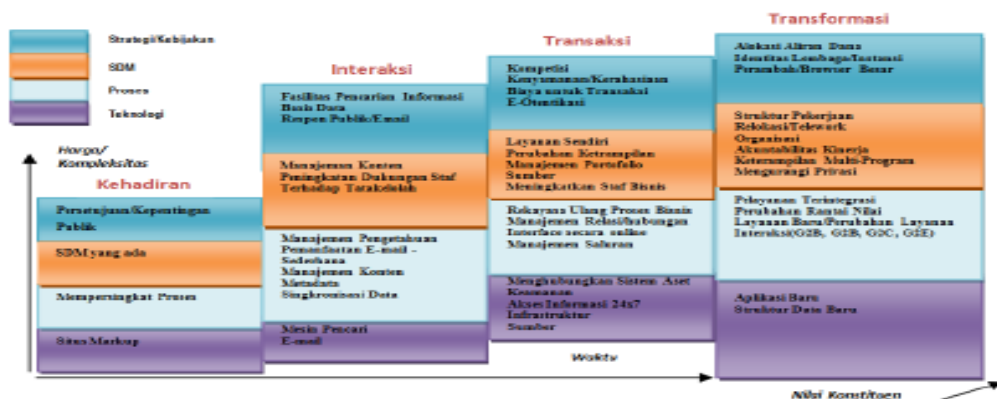 Strategi/Kebijakan
SDM
Proses
Teknologi
Harga/
Kompleksitas
Kehadiran
Persetujuan/Kepentingan
Publik
SDM yang ada
Mempersingkat Proses
Situs Markup
Interaksi
Fasilitas Pencarian Informasi
Basis Data
Respon Publik/Email
Manajemen Konten
Peningkatan Dukungan Staf
Terhadap Tatakelolah
Manajemen Pengetahuan
Pemanfaatan E-mail -
Sederhana
Manajemen Konten
Metadata
Singkronisasi Data
Mesin Pencari
E-mail
Transaksi
Kompetisi
Kenyamanan/Kerahasiaan
Biaya untuk Transaksi
E-Otentikasi
Layanan Sendiri
Perubahan Ketrampilan
Manajemen Portofolio
Sumber
Meningkatkan Staf Bisnis
Rekayasa Ulang Proses Bisnis
Manajemen Relasi/hubungan
Interface secara online
Manajemen Saluran
Menghubungkan Sistem Aset
Keamanan
Akses Informasi 24x7
Infrastruktur
Sumber
Transformasi
Alokasi Aliran Dana
Identitas Lembaga/Instansi
Perambah/Browser Besar
Struktur Pekerjaan
Relokasi/Telework
Organisasi
Akuntabilitas Kinerja
Keterampilan Multi-Program
Mengurangi Privasi
Pelayanan Terintegrasi
Perubahan Rantai Nilai
Layanan Baru/Perubahan Layanan
Interaksi(G2B, G2B, G2C, G2E)
Aplikasi Baru
Struktur Data Baru
Waktu
Nilai Konstituen